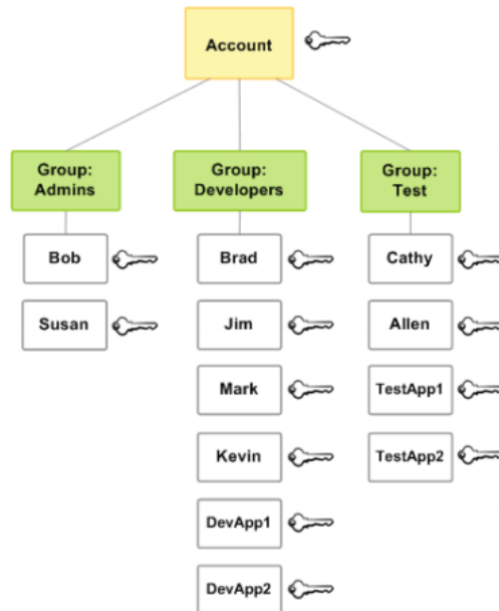 Account
Group:
Admins
Group:
Developers
Group:
Test
Bob
Brad
Cathy
Susan
Jim
Allen
Mark
TestApp1
Kevin
TestApp2
DevApp1
DevApp2